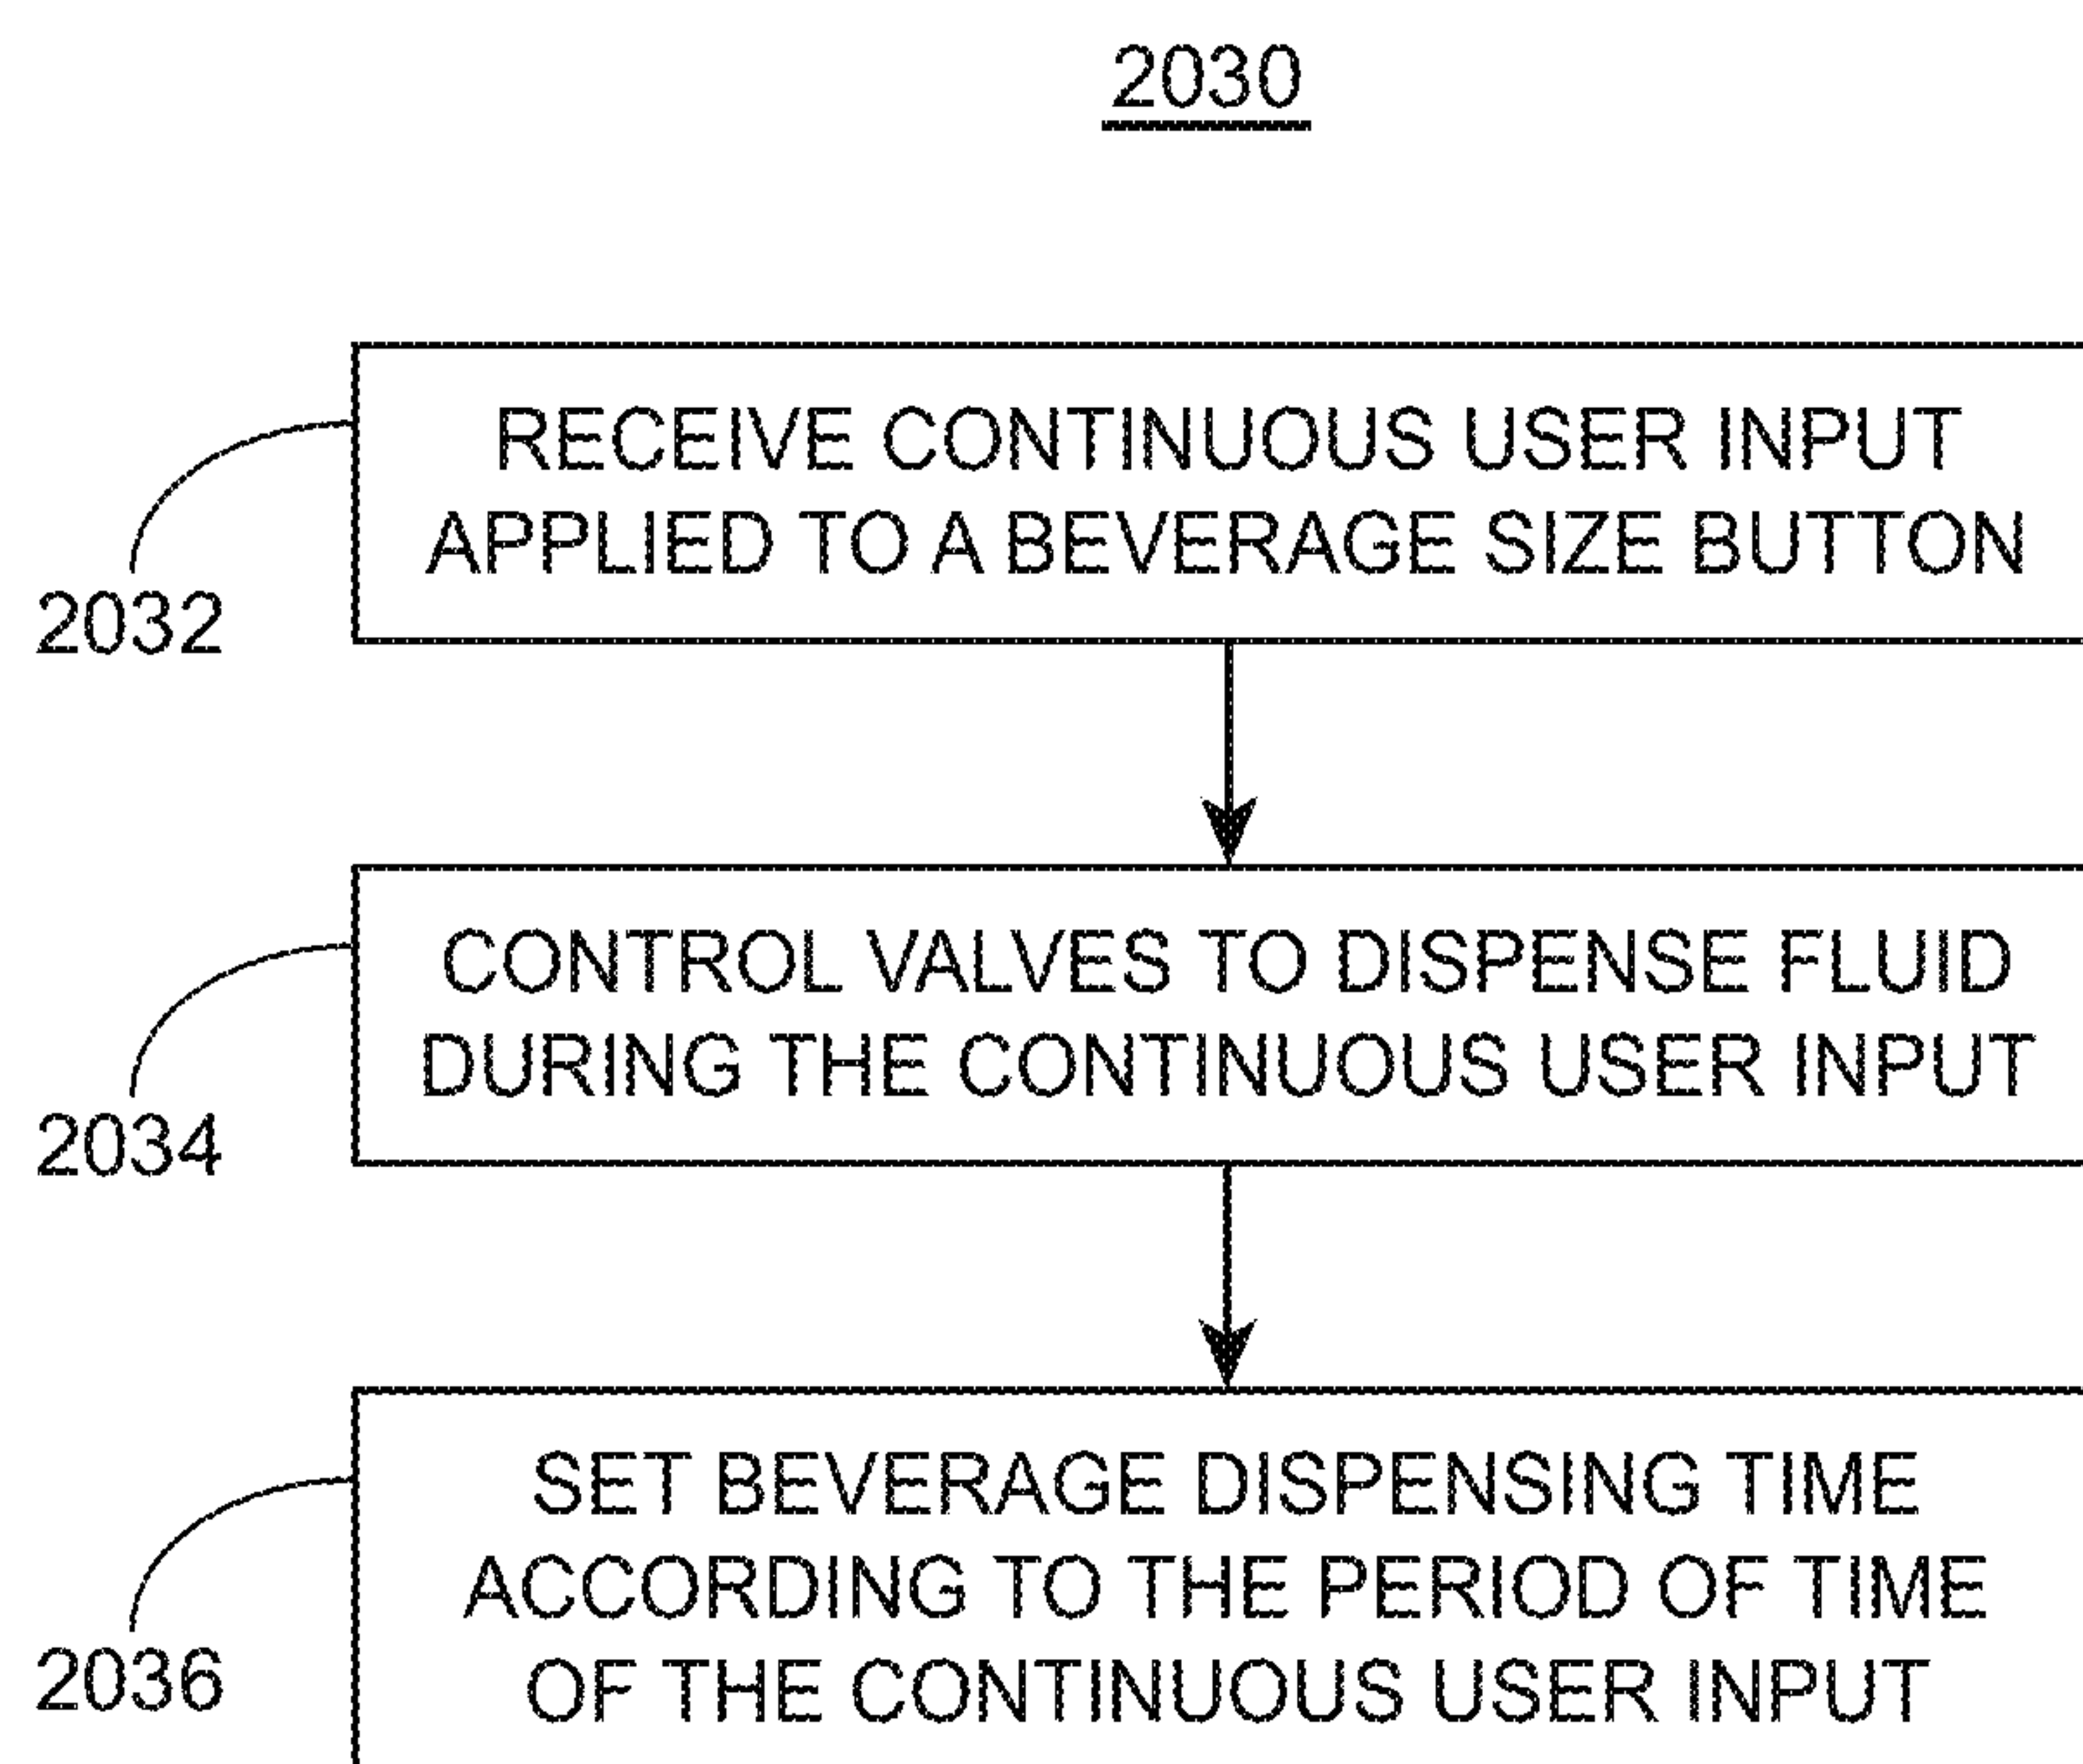 2030
RECEIVE CONTINUOUS USER INPUT
APPLIED TO A BEVERAGE SIZE BUTTON
2032
CONTROL VALVES TO DISPENSE FLUID
DURING THE CONTINUOUS USER INPUT
2034
SET BEVERAGE DISPENSING TIME
ACCORDING TO THE PERIOD OF TIME
OF THE CONTINUOUS USER INPUT
2036